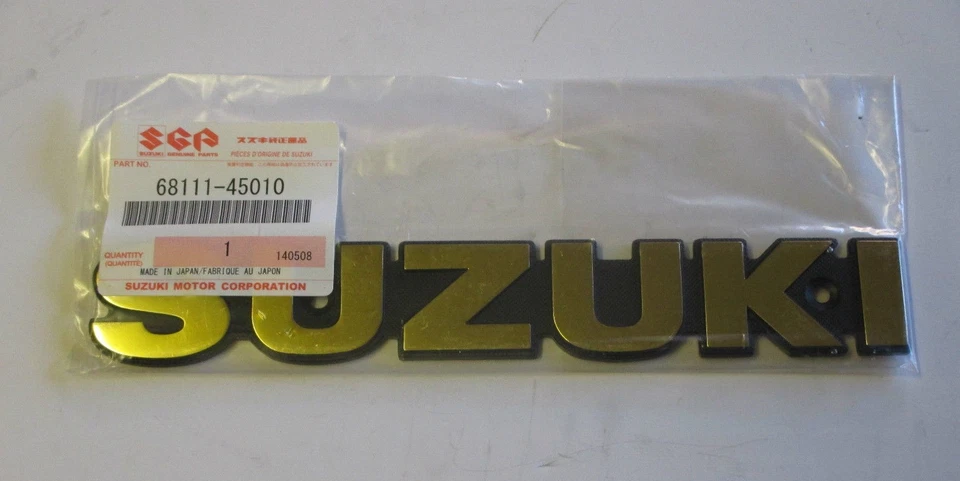 SGP
スズキ純正部品
SUZUKI GENUINE PARTS
PIÈCES D'ORIGINE DE SUZUKI
PART NO.
68111-45010
QUANTITY
(QUANTITÉ)
1
140508
MADE IN JAPAN/FABRIQUE AU JAPON
SUZUKI MOTOR CORPORATION
SUZUKI